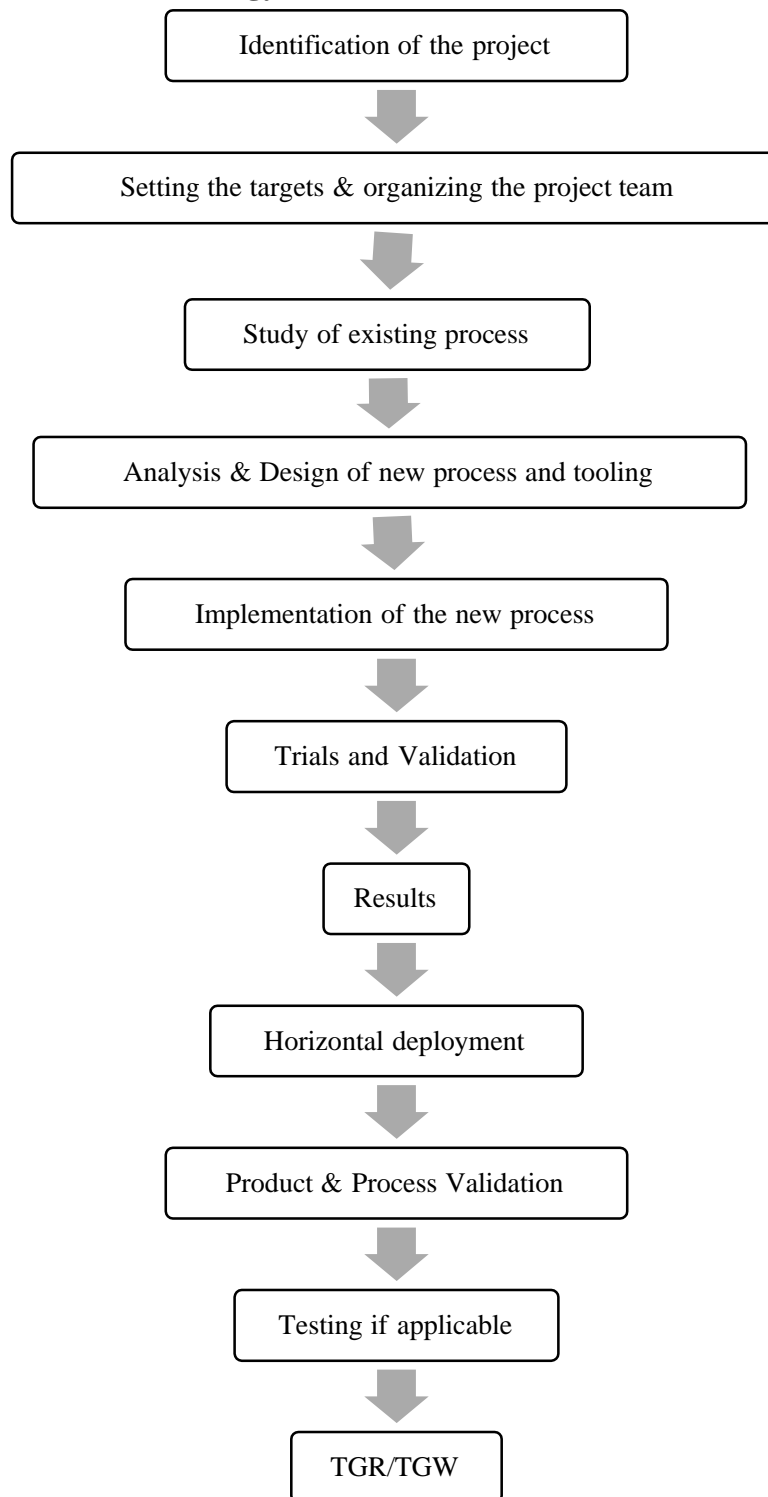 Identification of the project
Setting the targets & organizing the project team
Study of existing process
Analysis & Design of new process and tooling
Implementation of the new process
Trials and Validation
Results
Horizontal deployment
Product & Process Validation
Testing if applicable
TGR/TGW